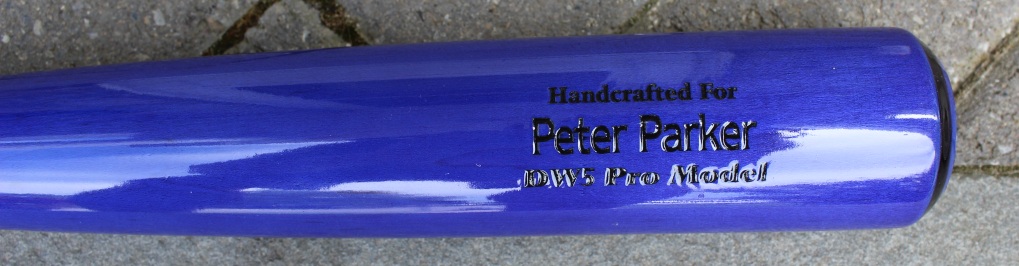 Handcrafted For
Peter Parker
DW5 Pro Model